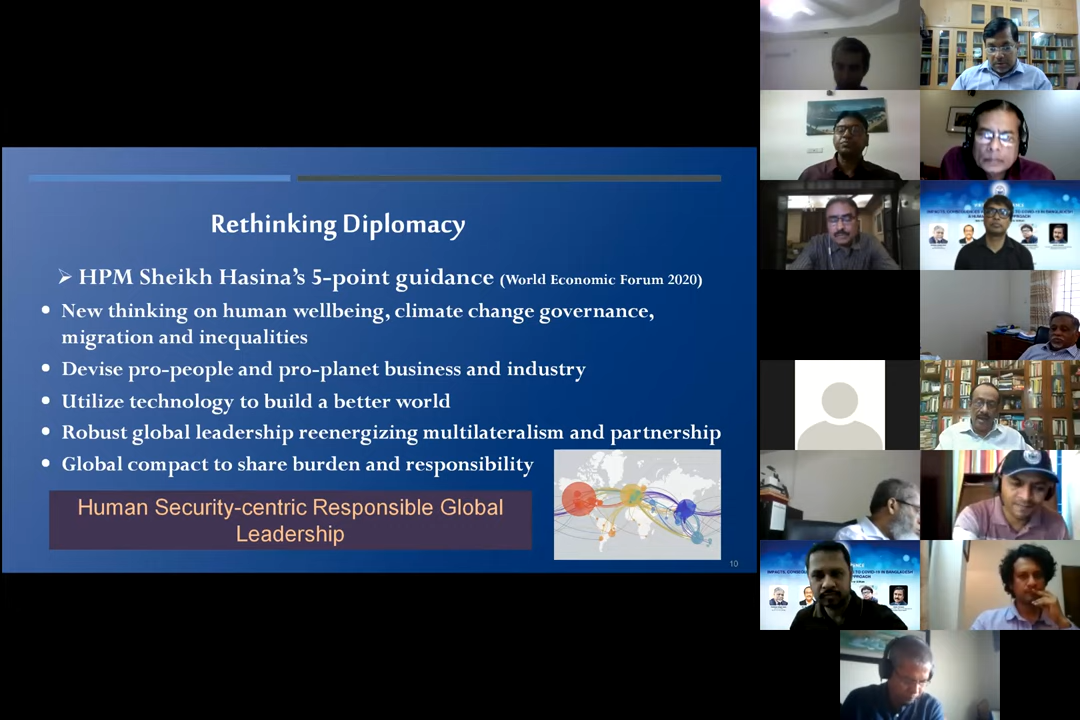 Rethinking Diplomacy
➢ HPM Sheikh Hasina's 5-point guidance (World Economic Forum 2020)
• New thinking on human wellbeing, climate change governance,
migration and inequalities
• Devise pro-people and pro-planet business and industry
• Utilize technology to build a better world
• Robust global leadership reenergizing multilateralism and partnership
• Global compact to share burden and responsibility
Human Security-centric Responsible Global
Leadership
10